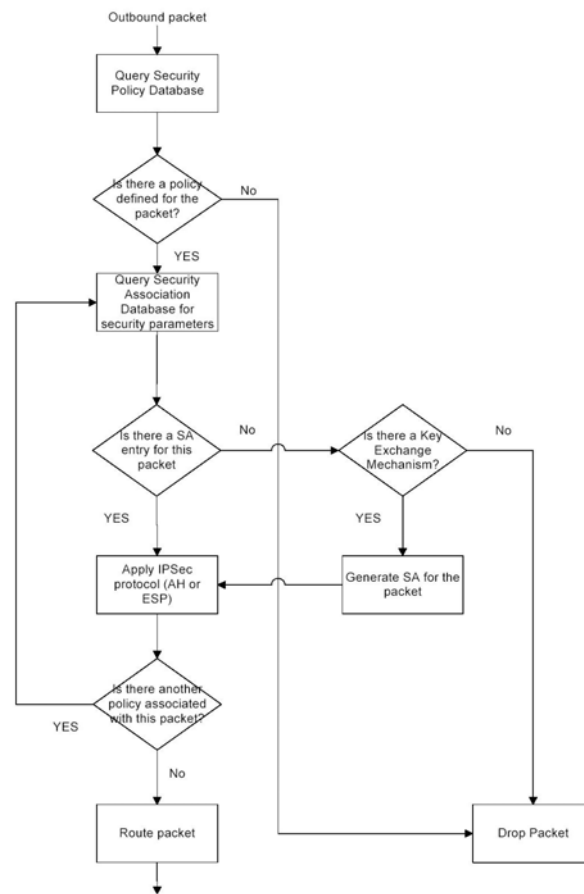 Outbound packet
Query Security
Policy Database
Is there a policy
defined for the
packet?
No
YES
Query Security
Association
Database for
security parameters
Is there a SA
entry for this
packet
No
Is there a Key
Exchange
Mechanism?
No
YES
YES
Apply IPSec
protocol (AH or
ESP)
Generate SA for the
packet
Is there another
policy associated
with this packet?
YES
No
Route packet
Drop Packet